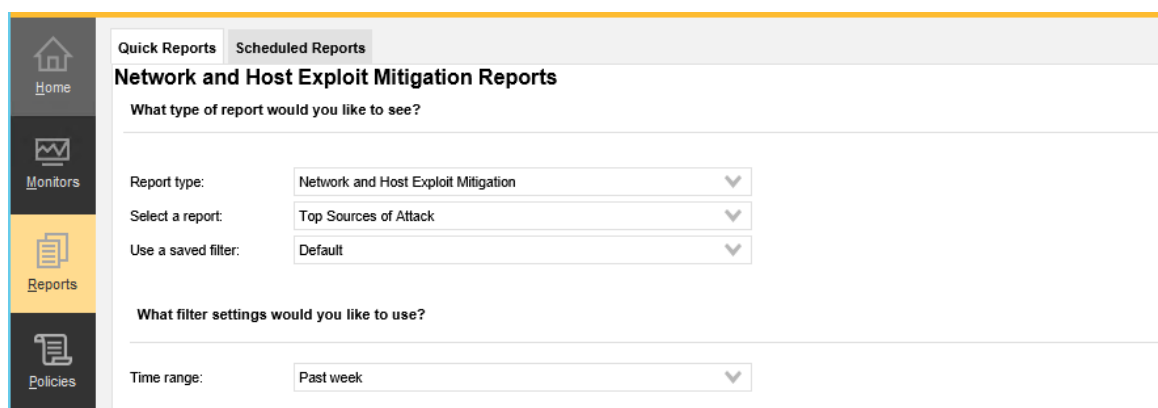 Quick Reports Scheduled Reports
Home
Network and Host Exploit Mitigation Reports
What type of report would you like to see?
Monitors
Report type: Network and Host Exploit Mitigation
Select a report: Top Sources of Attack
Use a saved filter: Default
Reports
What filter settings would you like to use?
Policies
Time range: Past week